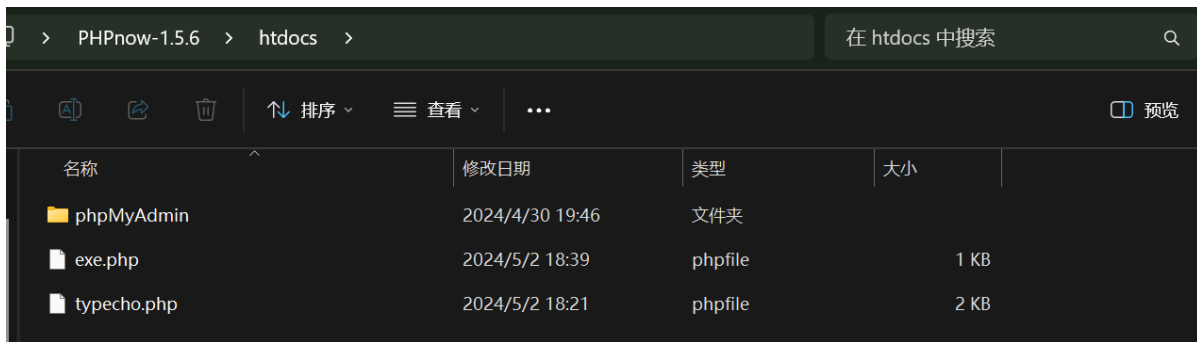 PHPnow-1.5.6 > htdocs > 在 htdocs 中搜索
排序 查看 ... 预览
名称 修改日期 类型 大小
phpMyAdmin 2024/4/30 19:46 文件夹
exe.php 2024/5/2 18:39 phpfile 1 KB
typecho.php 2024/5/2 18:21 phpfile 2 KB